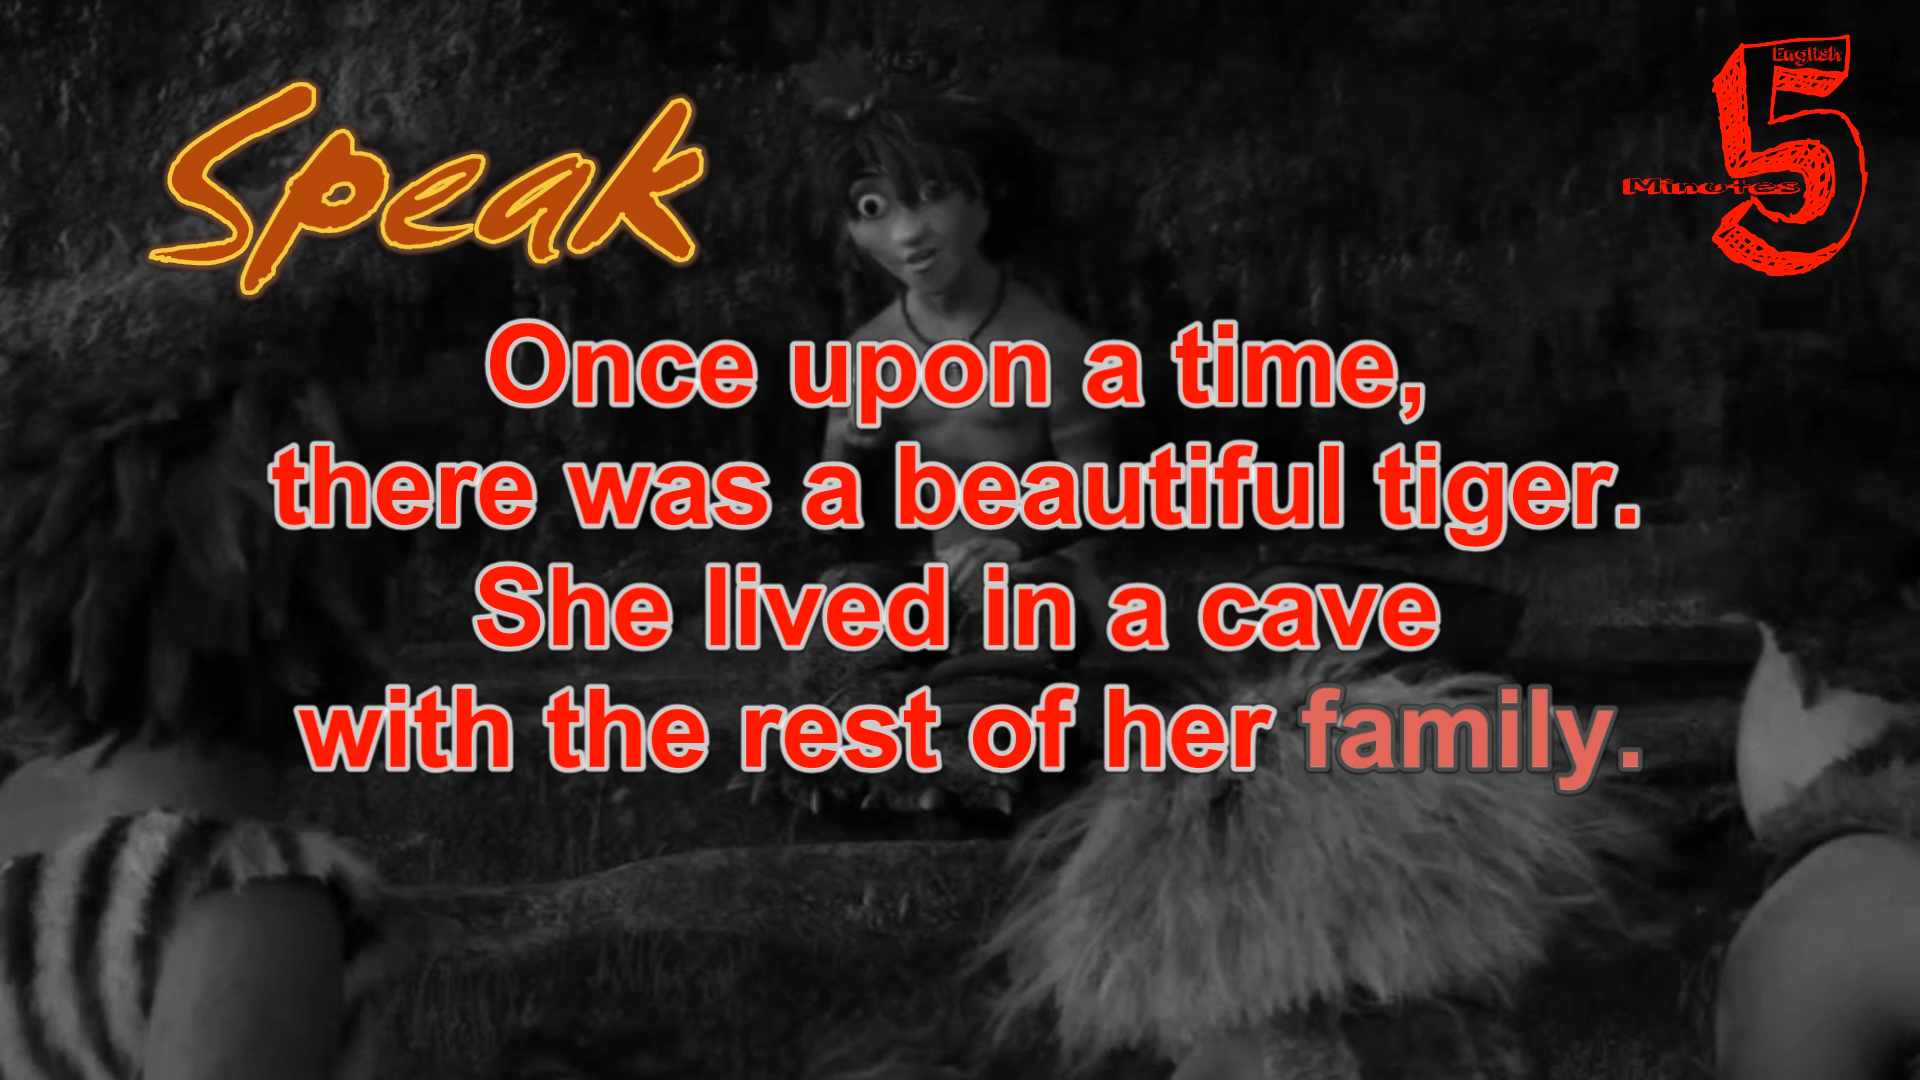 Speak
English
5
Minutes
Once upon a time,
there was a beautiful tiger.
She lived in a cave
with the rest of her family.